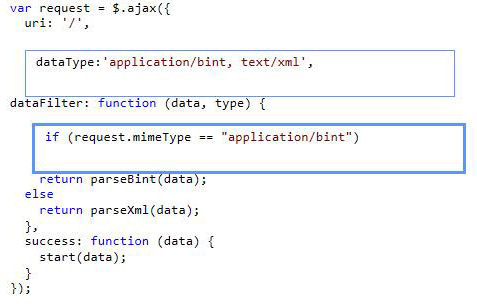 var request = $.ajax({
uri: '/',
dataType:'application/bint, text/xml',
dataFilter: function (data, type) {
if (request.mimeType == "application/bint")
return parseBint(data);
else
return parseXml(data);
},
success: function (data) {
start(data);
}
});